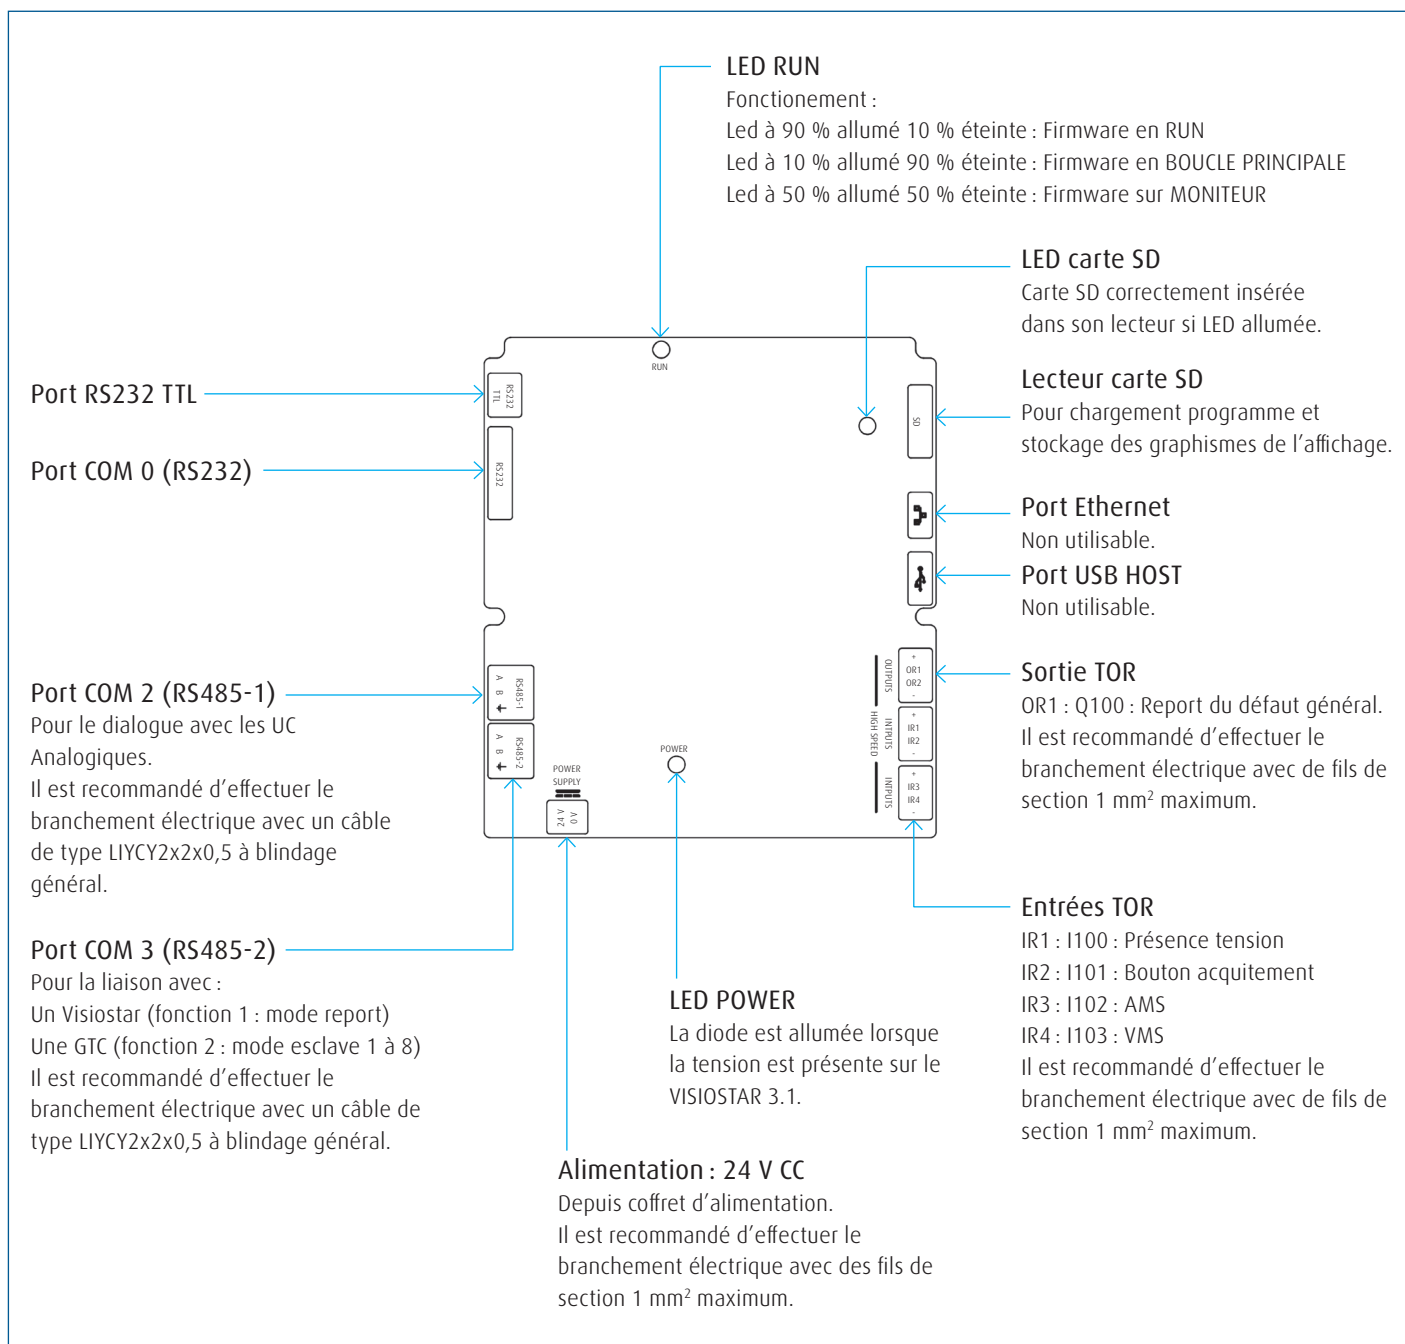 LED RUN
Fonctionement :
Led à 90 % allumé 10 % éteinte : Firmware en RUN
Led à 10 % allumé 90 % éteinte : Firmware en BOUCLE PRINCIPALE
Led à 50 % allumé 50 % éteinte : Firmware sur MONITEUR
LED carte SD
Carte SD correctement insérée
dans son lecteur si LED allumée.
Lecteur carte SD
Pour chargement programme et
stockage des graphismes de l'affichage.
Port Ethernet
Non utilisable.
Port USB HOST
Non utilisable.
Sortie TOR
OR1 : Q100 : Report du défaut général.
Il est recommandé d'effectuer le
branchement électrique avec de fils de
section 1 mm² maximum.
Entrées TOR
IR1 : I100 : Présence tension
IR2 : I101 : Bouton acquitement
IR3 : I102 : AMS
IR4 : I103 : VMS
Il est recommandé d'effectuer le
branchement électrique avec de fils de
section 1 mm² maximum.
Port RS232 TTL
Port COM 0 (RS232)
Port COM 2 (RS485-1)
Pour le dialogue avec les UC
Analogiques.
Il est recommandé d'effectuer le
branchement électrique avec un câble
de type LIYCY2x2x0,5 à blindage
général.
Port COM 3 (RS485-2)
Pour la liaison avec :
Un Visiostar (fonction 1 : mode report)
Une GTC (fonction 2 : mode esclave 1 à 8)
Il est recommandé d'effectuer le
branchement électrique avec un câble de
type LIYCY2x2x0,5 à blindage général.
LED POWER
La diode est allumée lorsque
la tension est présente sur le
VISIOSTAR 3.1.
Alimentation : 24 V CC
Depuis coffret d'alimentation.
Il est recommandé d'effectuer le
branchement électrique avec des fils de
section 1 mm² maximum.
RUN
RS232
TTL
RS232
SD
RS485-1
A B
RS485-2
A B
POWER
SUPPLY
24 V
0 V
POWER
OUTPUTS
+
OR1
OR2
-
INTPUTS
HIGH SPEED
+
IR1
IR2
-
INTPUTS
+
IR3
IR4
-